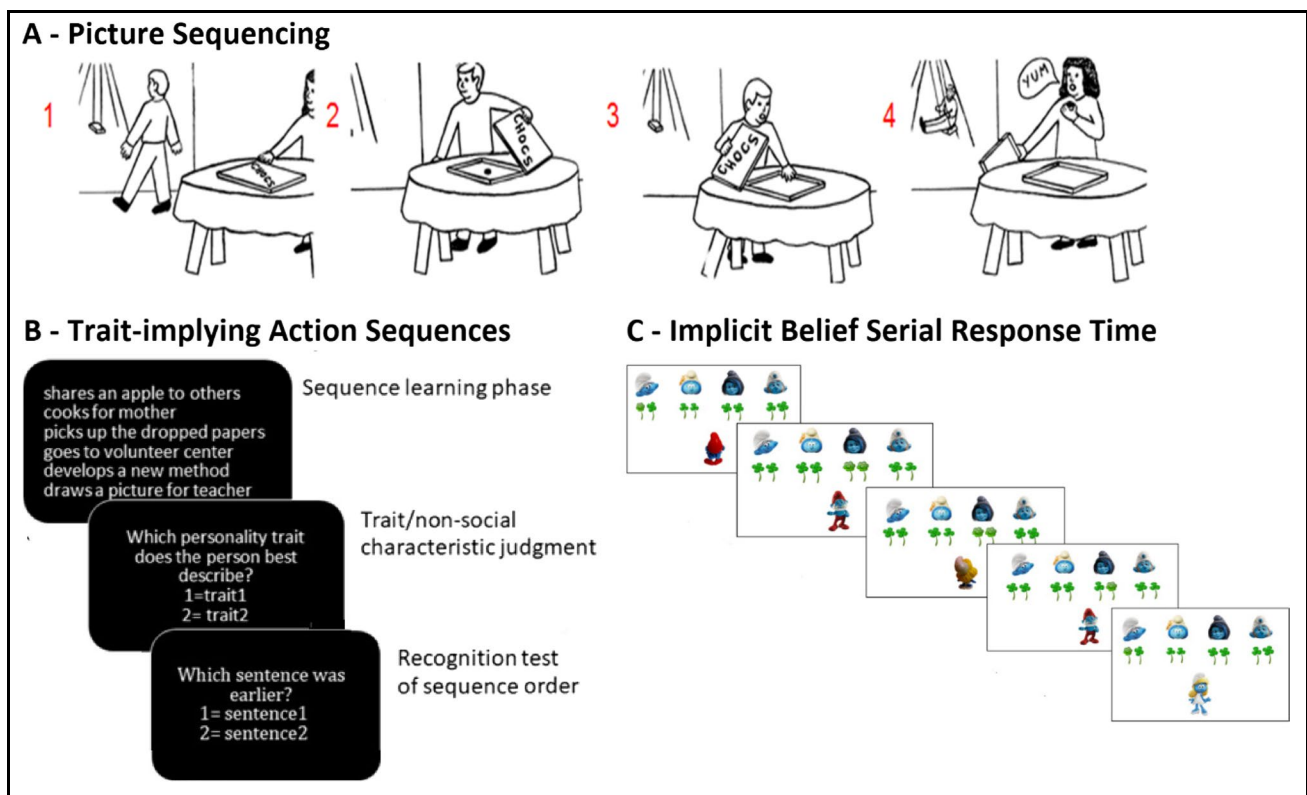 A - Picture Sequencing
1
2
3
4
CHOCS
CHOCS
CHOCS
YUM
B - Trait-implying Action Sequences
shares an apple to others
cooks for mother
picks up the dropped papers
goes to volunteer center
develops a new method
draws a picture for teacher
Sequence learning phase
Which personality trait
does the person best
describe?
1=trait1
2= trait2
Trait/non-social
characteristic judgment
Which sentence was
earlier?
1= sentence1
2= sentence2
Recognition test
of sequence order
C - Implicit Belief Serial Response Time